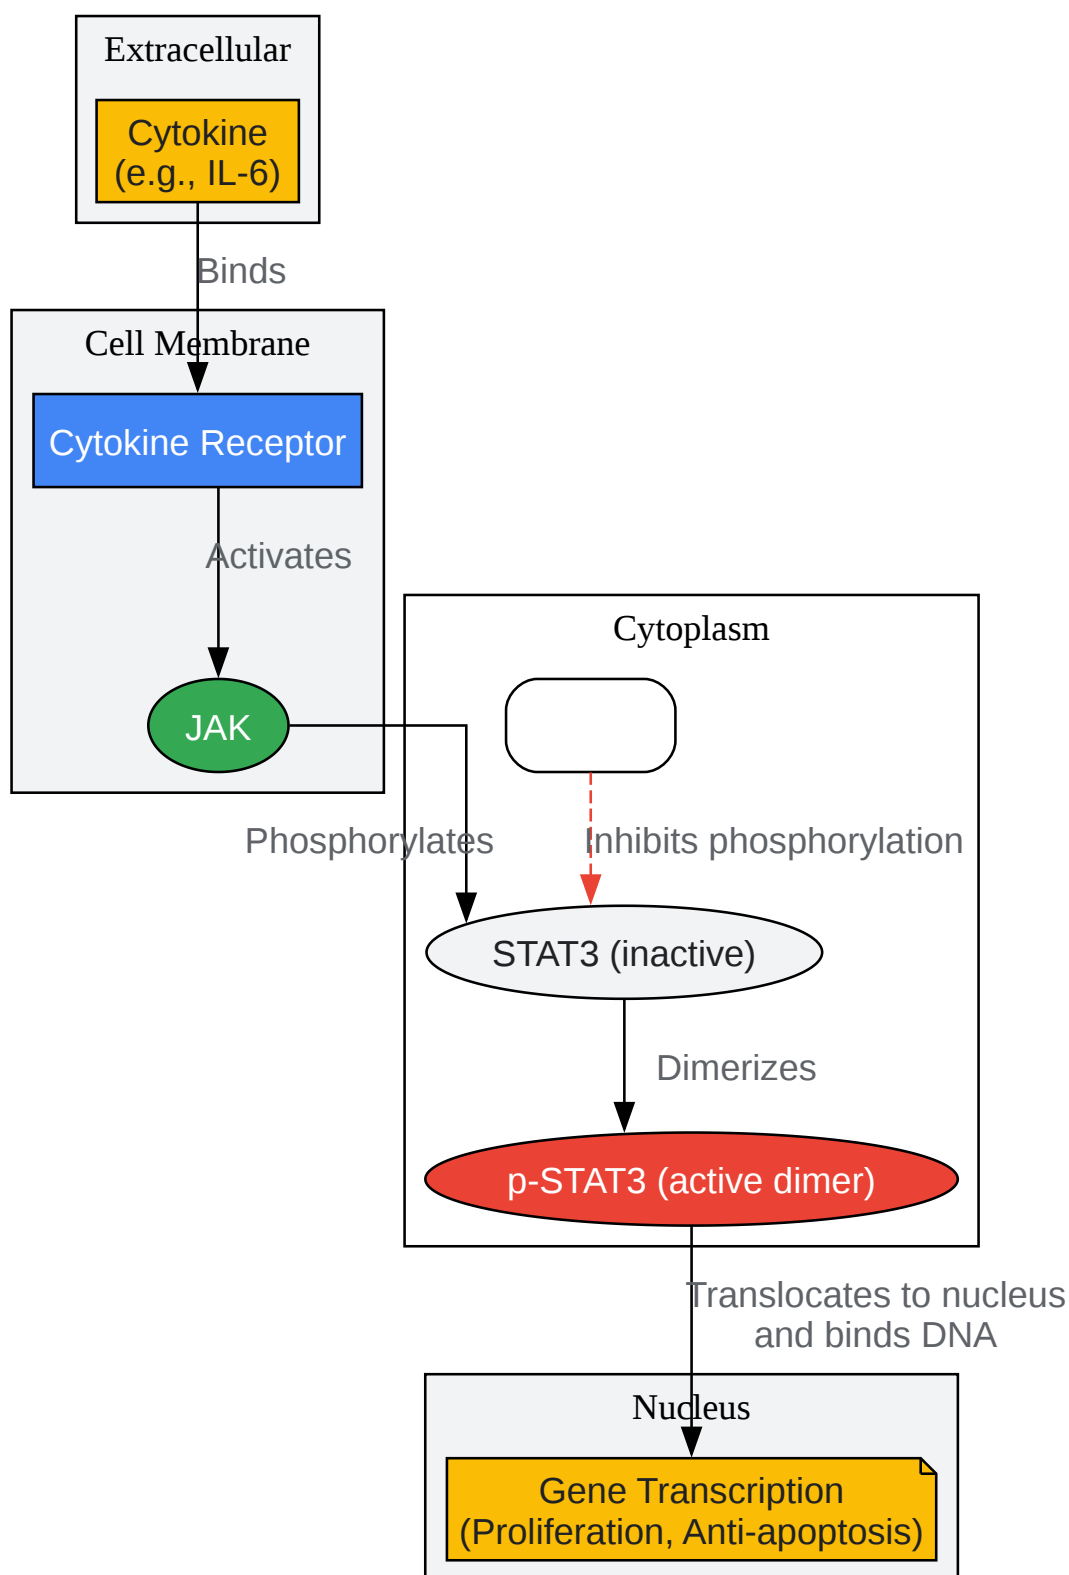 Extracellular
Cytokine
(e.g., IL-6)
Binds
Cell Membrane
Cytokine Receptor
Activates
Cytoplasm
JAK
Phosphorylates
Inhibits phosphorylation
STAT3 (inactive)
Dimerizes
p-STAT3 (active dimer)
Translocates to nucleus
and binds DNA
Nucleus
Gene Transcription
(Proliferation, Anti-apoptosis)